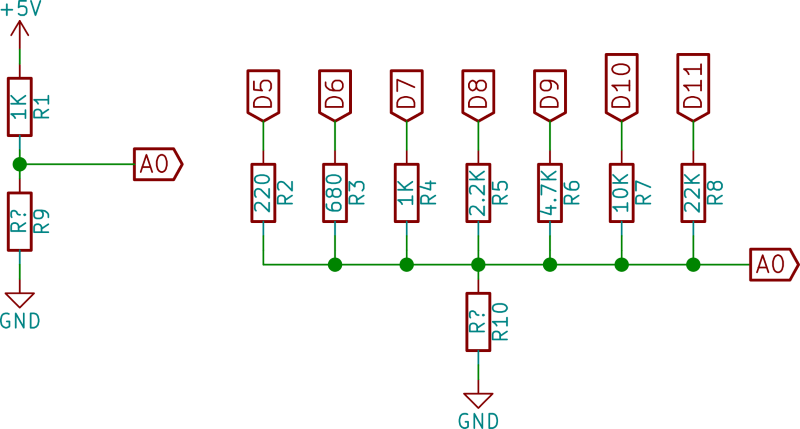 +5V
1K R1
A0
R? R9
GND
D5 D6 D7 D8 D9 D10 D11
220 R2 680 R3 1K R4 2.2K R5 4.7K R6 10K R7 22K R8
A0
R? R10
GND